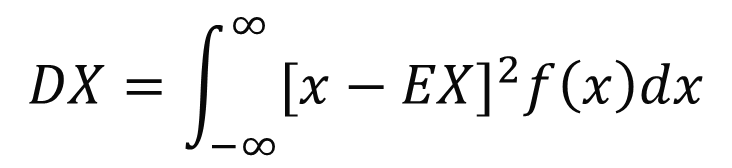 DX = ∫_{-∞}^{∞} [x − EX]² f(x)dx